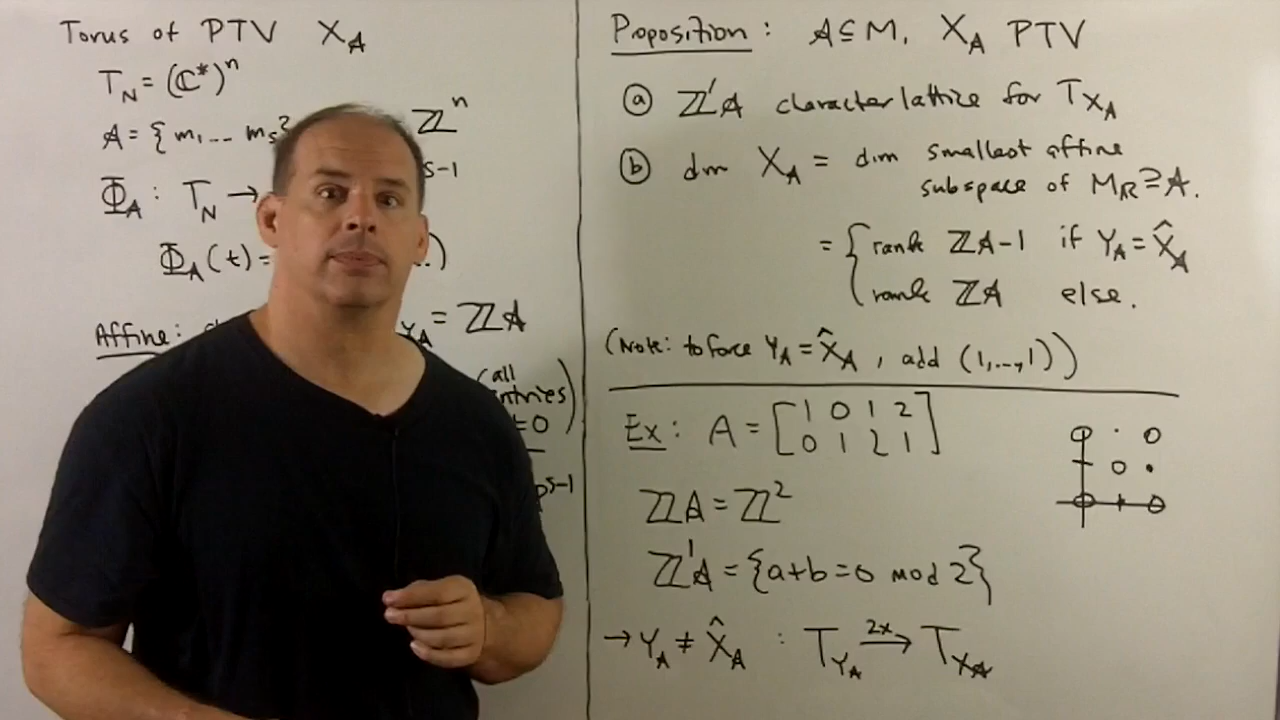 Torus of PTV X_A
T_N = (ℂ*)^n
A = {m_1 ... m_s} ℤ^n
Φ_A : T_N → s-1
Φ_A(t) = ..)
Affine: Y_A = ℤA
(all
entries
≠ 0)
ℙ^{s-1}
Proposition: A ⊆ M, X_A PTV
ⓐ ℤ'A character lattice for T_{X_A}
ⓑ dim X_A = dim smallest affine
subspace of M_R ⊇ A.
= { rank ℤA-1 if Y_A = X̂_A
rank ℤA else.
(Note: to force Y_A = X̂_A, add (1,...,1))
Ex: A = [1 0 1 2
0 1 2 1]
ℤA = ℤ^2
ℤ'A = {a+b=0 mod 2}
→ Y_A ≠ X̂_A : T_{Y_A} 2x→ T_{X_A}